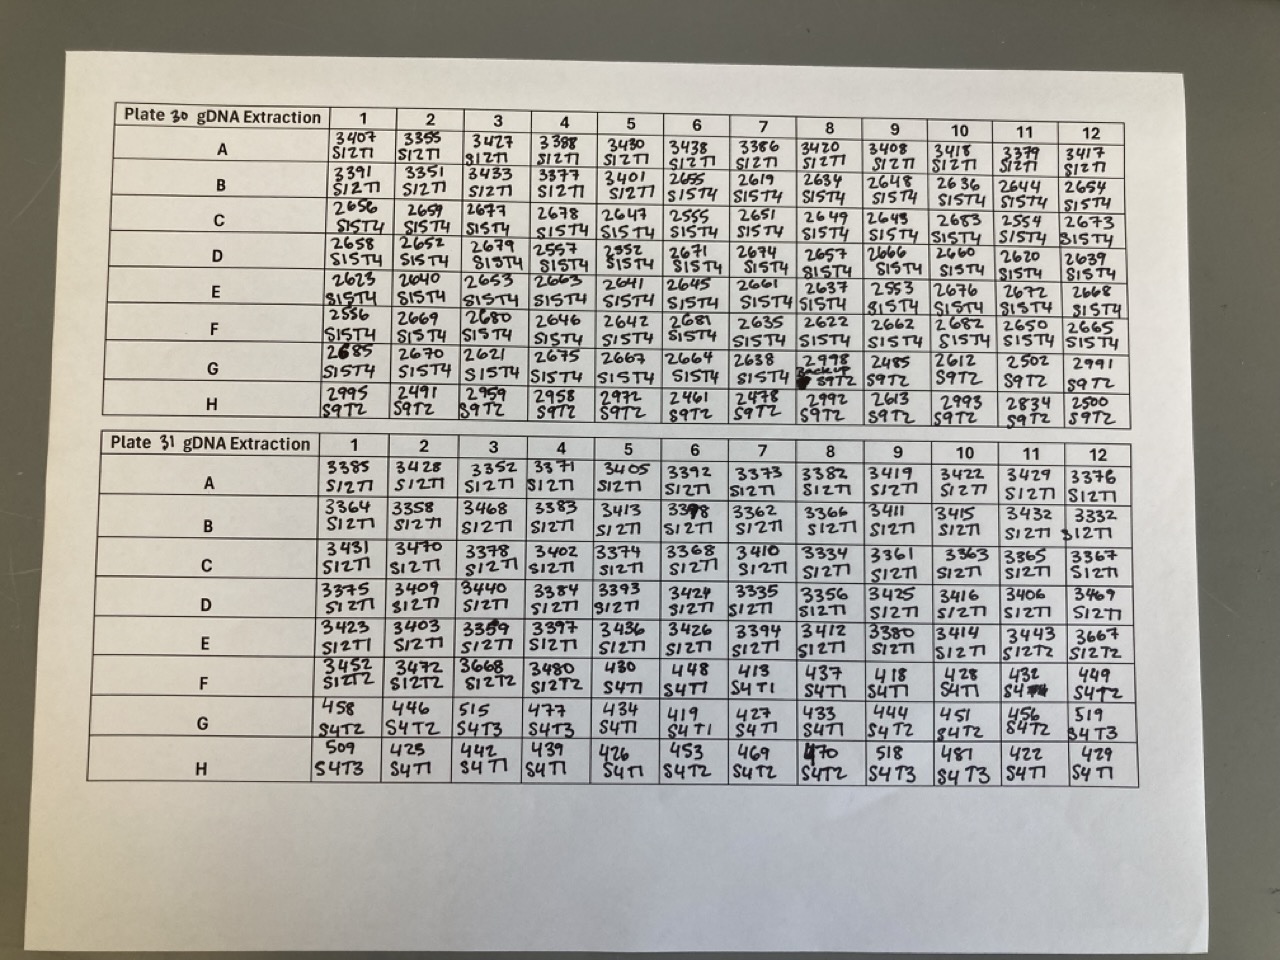 Plate 30 gDNA Extraction 1 2 3 4 5 6 7 8 9 10 11 12
A 3407 3355 3427 3388 3430 3438 3386 3420 3408 3418 3379 3417
S12T1 S12T1 S12T1 S12T1 S12T1 S12T1 S12T1 S12T1 S12T1 S12T1 S12T1 S12T1
B 3391 3351 3433 3377 3401 2655 2619 2634 2648 2636 2644 2654
S12T1 S12T1 S12T1 S12T1 S12T1 S15T4 S15T4 S15T4 S15T4 S15T4 S15T4 S15T4
C 2656 2659 2677 2678 2647 2555 2651 2649 2643 2683 2554 2673
S15T4 S15T4 S15T4 S15T4 S15T4 S15T4 S15T4 S15T4 S15T4 S15T4 S15T4 S15T4
D 2658 2652 2679 2557 2552 2671 2674 2657 2666 2660 2620 2639
S15T4 S15T4 S15T4 S15T4 S15T4 S15T4 S15T4 S15T4 S15T4 S15T4 S15T4 S15T4
E 2623 2640 2653 2663 2641 2645 2661 2637 2553 2676 2672 2668
S15T4 S15T4 S15T4 S15T4 S15T4 S15T4 S15T4 S15T4 S15T4 S15T4 S15T4 S15T4
F 2556 2669 2680 2646 2642 2681 2635 2622 2662 2682 2650 2665
S15T4 S15T4 S15T4 S15T4 S15T4 S15T4 S15T4 S15T4 S15T4 S15T4 S15T4 S15T4
G 2685 2670 2621 2675 2667 2664 2638 2998 2485 2612 2502 2991
S15T4 S15T4 S15T4 S15T4 S15T4 S15T4 S15T4 Backup S9T2 S9T2 S9T2 S9T2 S9T2
H 2995 2491 2959 2958 2972 2461 2478 2992 2613 2993 2834 2500
S9T2 S9T2 S9T2 S9T2 S9T2 S9T2 S9T2 S9T2 S9T2 S9T2 S9T2 S9T2
Plate 31 gDNA Extraction 1 2 3 4 5 6 7 8 9 10 11 12
A 3385 3428 3352 3371 3405 3392 3373 3382 3419 3422 3429 3376
S12T1 S12T1 S12T1 S12T1 S12T1 S12T1 S12T1 S12T1 S12T1 S12T1 S12T1 S12T1
B 3364 3358 3468 3383 3413 3398 3362 3366 3411 3415 3432 3332
S12T1 S12T1 S12T1 S12T1 S12T1 S12T1 S12T1 S12T1 S12T1 S12T1 S12T1 S12T1
C 3431 3470 3378 3402 3374 3368 3410 3334 3361 3363 3365 3367
S12T1 S12T1 S12T1 S12T1 S12T1 S12T1 S12T1 S12T1 S12T1 S12T1 S12T1 S12T1
D 3375 3409 3440 3384 3393 3424 3335 3356 3425 3416 3406 3469
S12T1 S12T1 S12T1 S12T1 S12T1 S12T1 S12T1 S12T1 S12T1 S12T1 S12T1 S12T1
E 3423 3403 3359 3397 3436 3426 3394 3412 3380 3414 3443 3667
S12T1 S12T1 S12T1 S12T1 S12T1 S12T1 S12T1 S12T1 S12T1 S12T1 S12T2 S12T2
F 3452 3472 3668 3480 430 448 413 437 418 428 432 449
S12T2 S12T2 S12T2 S12T2 S4T1 S4T1 S4T1 S4T1 S4T1 S4T1 S4 S4T2
G 458 446 515 477 434 419 427 433 444 451 456 519
S4T2 S4T2 S4T3 S4T3 S4T1 S4T1 S4T1 S4T1 S4T2 S4T2 S4T2 S4T3
H 509 425 442 439 426 453 469 470 518 487 422 429
S4T3 S4T1 S4T1 S4T1 S4T1 S4T2 S4T2 S4T2 S4T3 S4T3 S4T1 S4T1